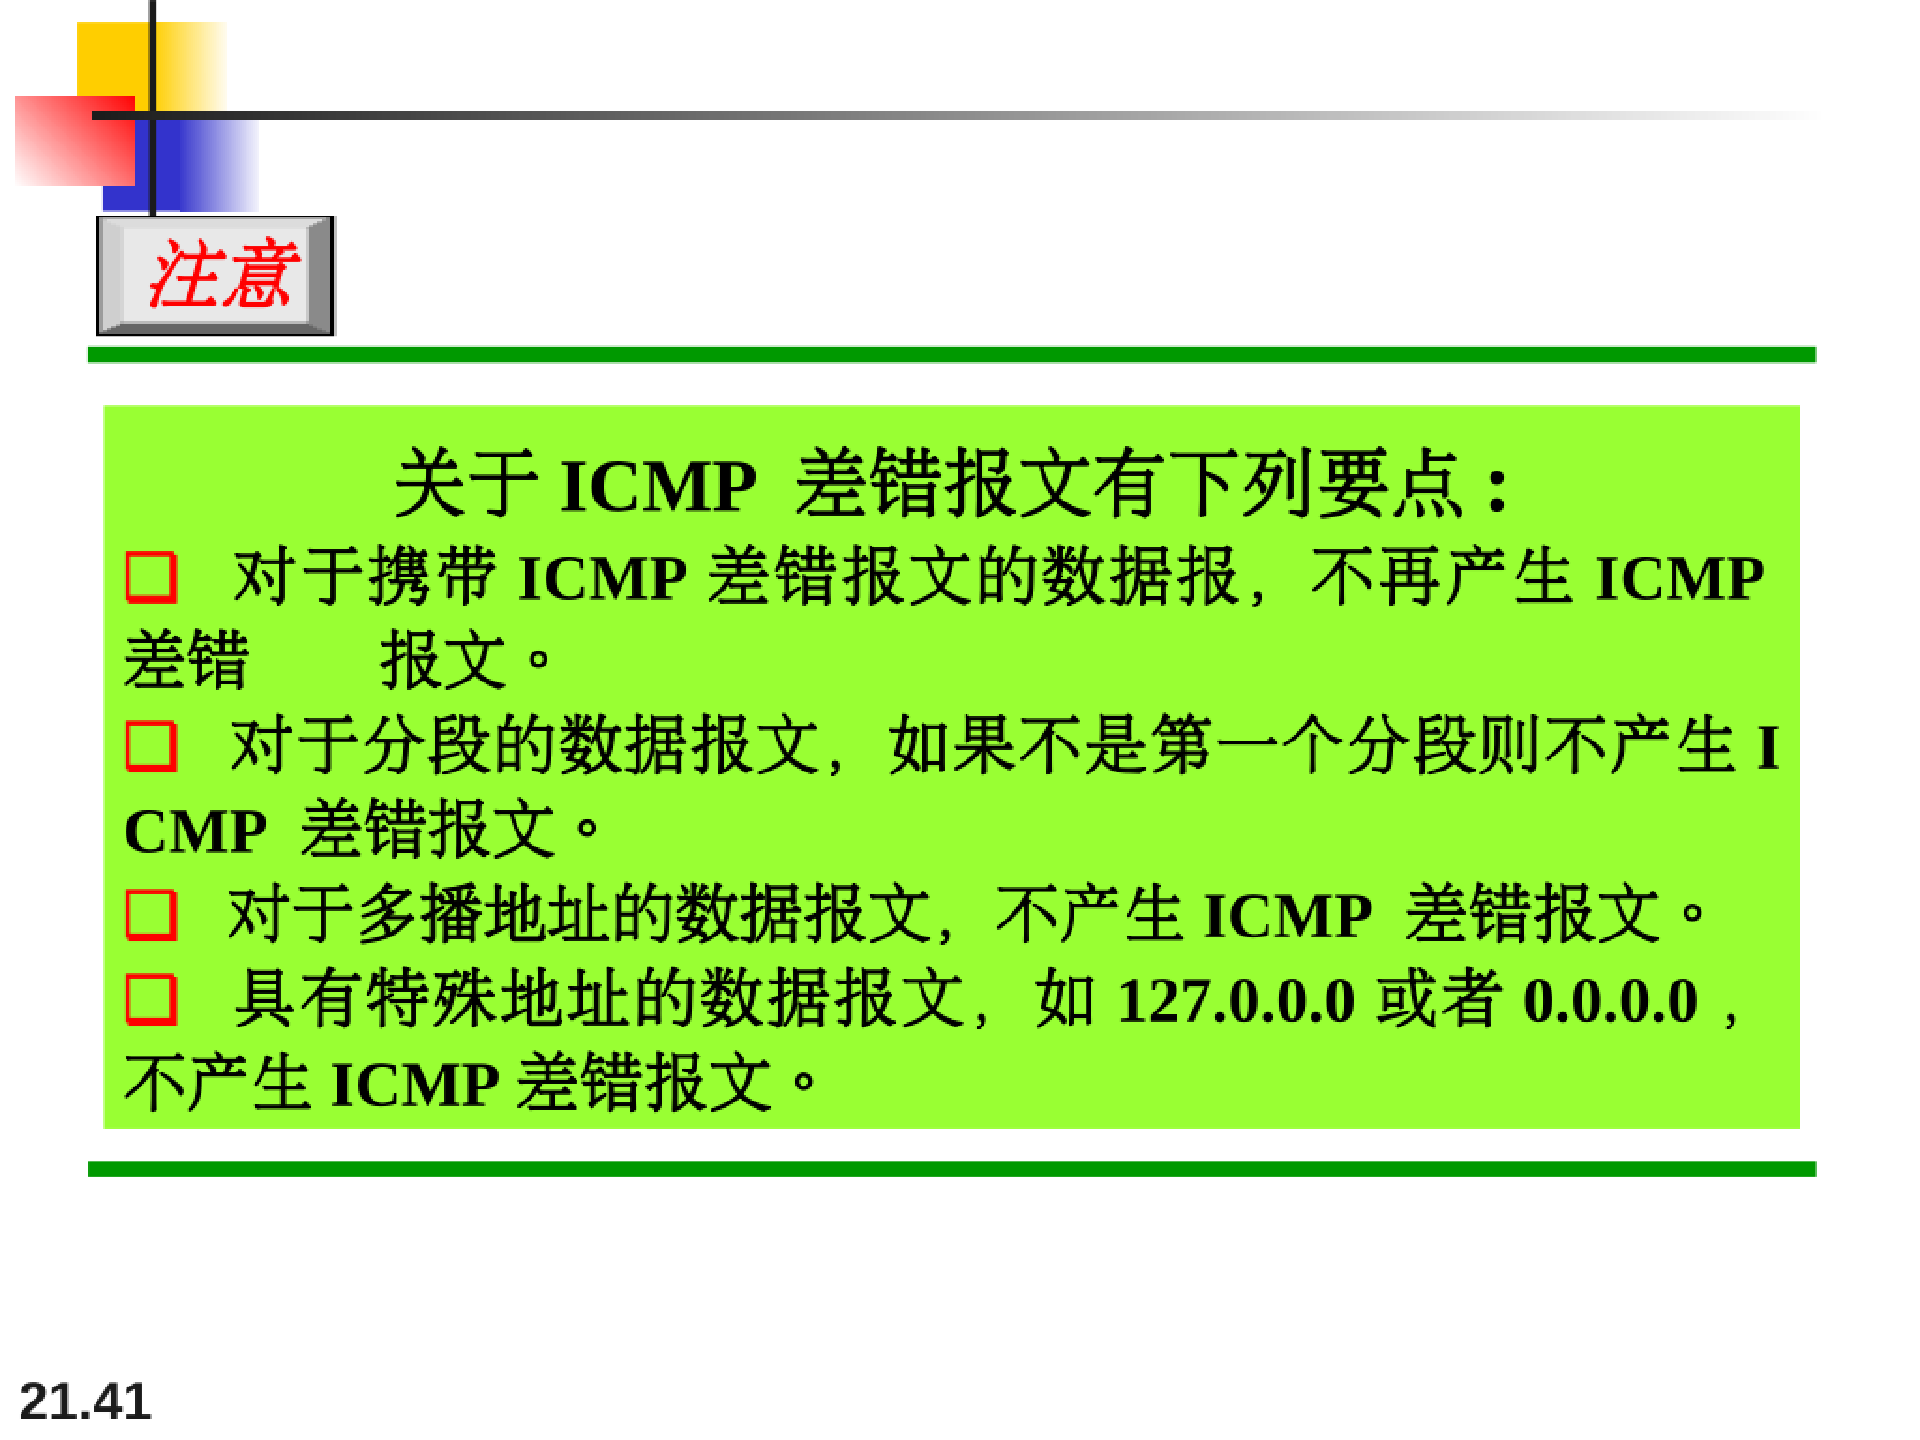 注意
关于 ICMP 差错报文有下列要点：
❑ 对于携带 ICMP 差错报文的数据报，不再产生 ICMP
差错 报文。
❑ 对于分段的数据报文，如果不是第一个分段则不产生 I
CMP 差错报文。
❑ 对于多播地址的数据报文，不产生 ICMP 差错报文。
❑ 具有特殊地址的数据报文，如 127.0.0.0 或者 0.0.0.0 ，
不产生 ICMP 差错报文。
21.41